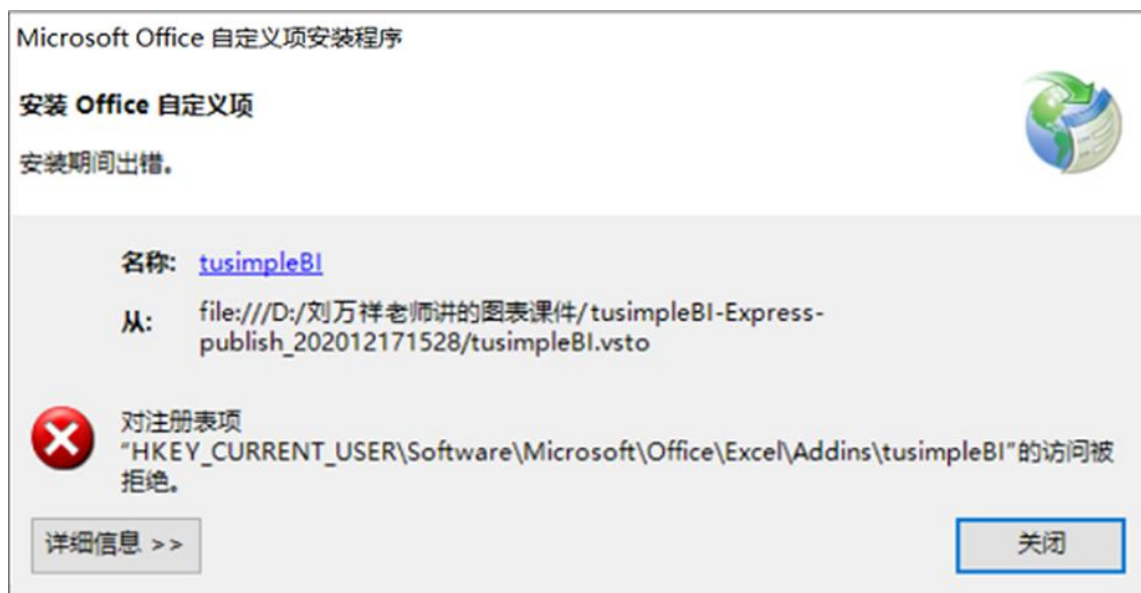 Microsoft Office 自定义项安装程序
安装 Office 自定义项
安装期间出错。
名称: tusimpleBI
从: file:///D:/刘万祥老师讲的图表课件/tusimpleBI-Express-
publish_202012171528/tusimpleBI.vsto
对注册表项
“HKEY_CURRENT_USER\Software\Microsoft\Office\Excel\Addins\tusimpleBI”的访问被
拒绝。
详细信息 >> 关闭